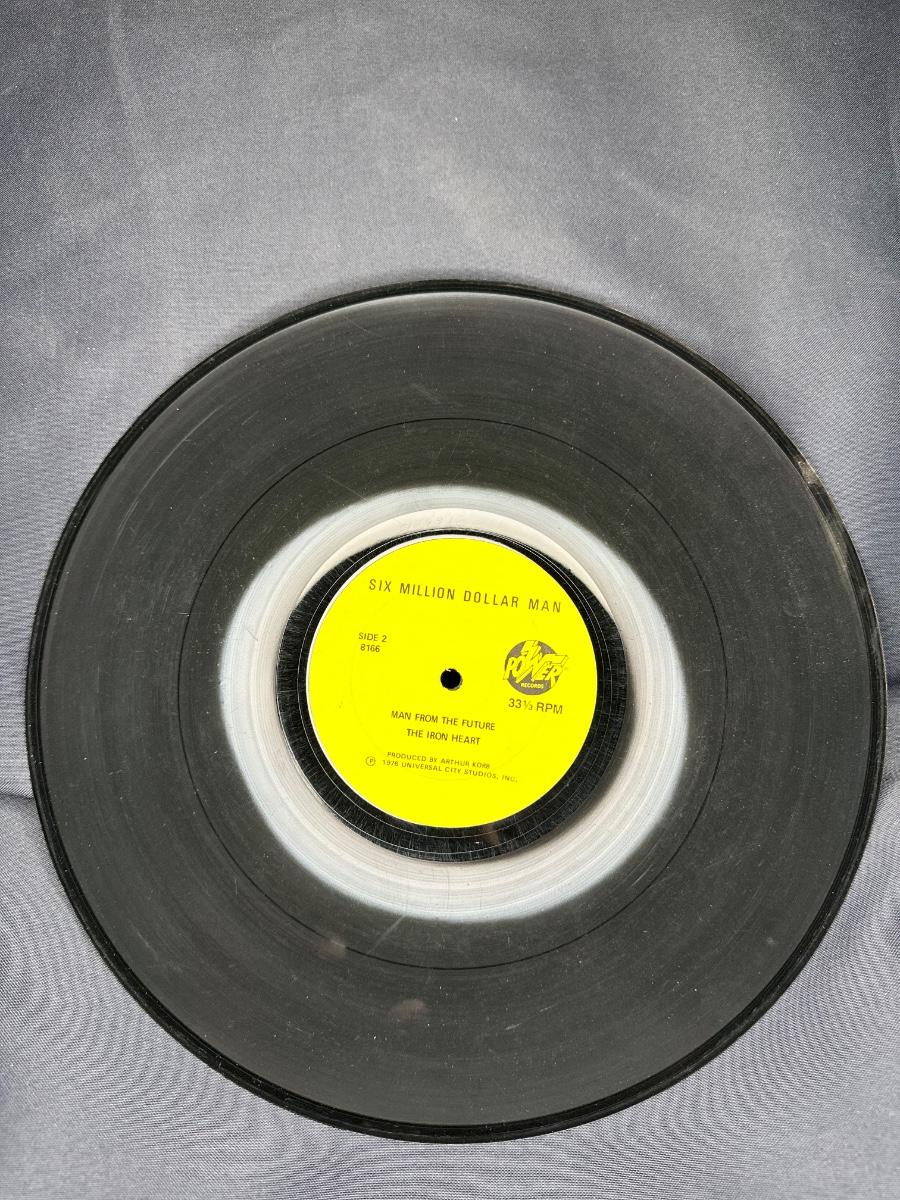 SIX MILLION DOLLAR MAN
SIDE 2
8166
POWER
RECORDS
33⅓ RPM
MAN FROM THE FUTURE
THE IRON HEART
PRODUCED BY ARTHUR KORB
Ⓟ 1976 UNIVERSAL CITY STUDIOS, INC.